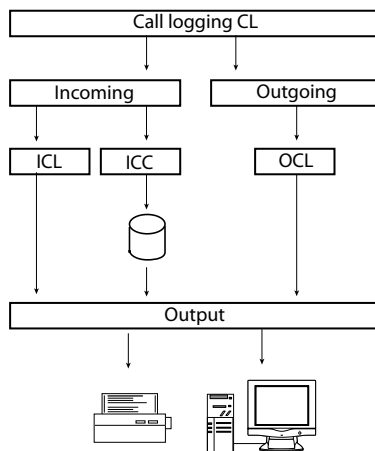 Call logging CL
Incoming
Outgoing
ICL
ICC
OCL
Output